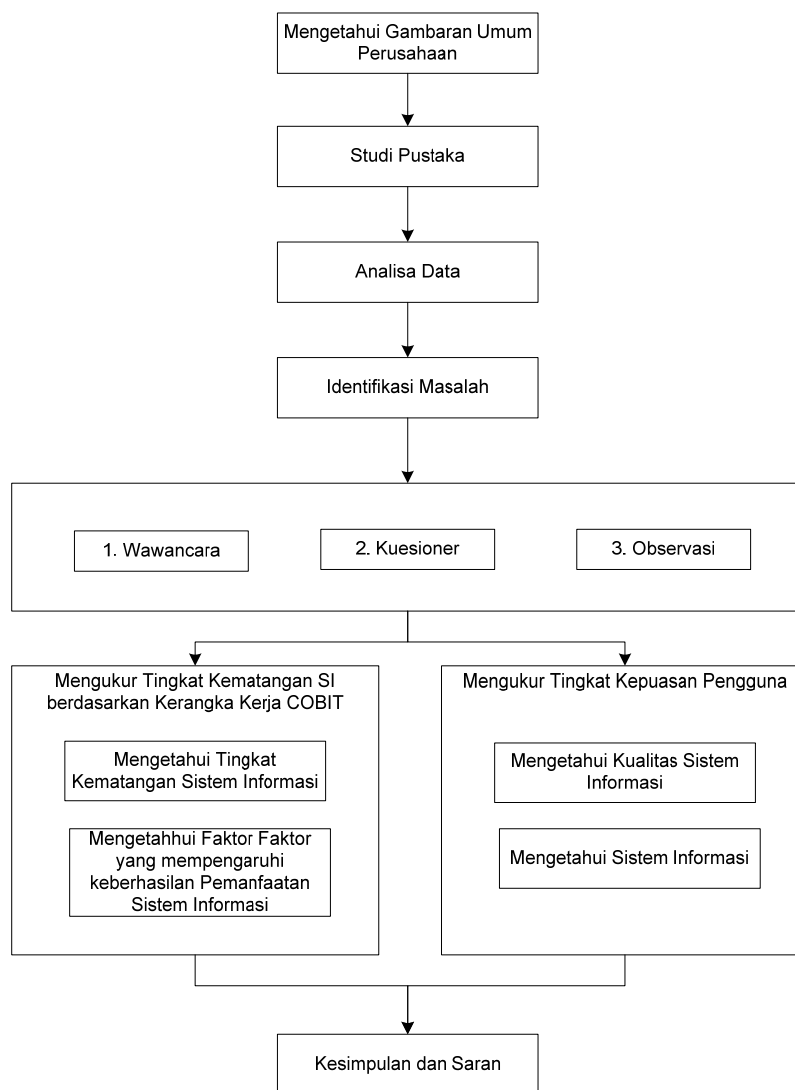 Mengetahui Gambaran Umum
Perusahaan
Studi Pustaka
Analisa Data
Identifikasi Masalah
1. Wawancara
2. Kuesioner
3. Observasi
Mengukur Tingkat Kematangan SI
berdasarkan Kerangka Kerja COBIT
Mengetahui Tingkat
Kematangan Sistem Informasi
Mengetahhui Faktor Faktor
yang mempengaruhi
keberhasilan Pemanfaatan
Sistem Informasi
Mengukur Tingkat Kepuasan Pengguna
Mengetahui Kualitas Sistem
Informasi
Mengetahui Sistem Informasi
Kesimpulan dan Saran